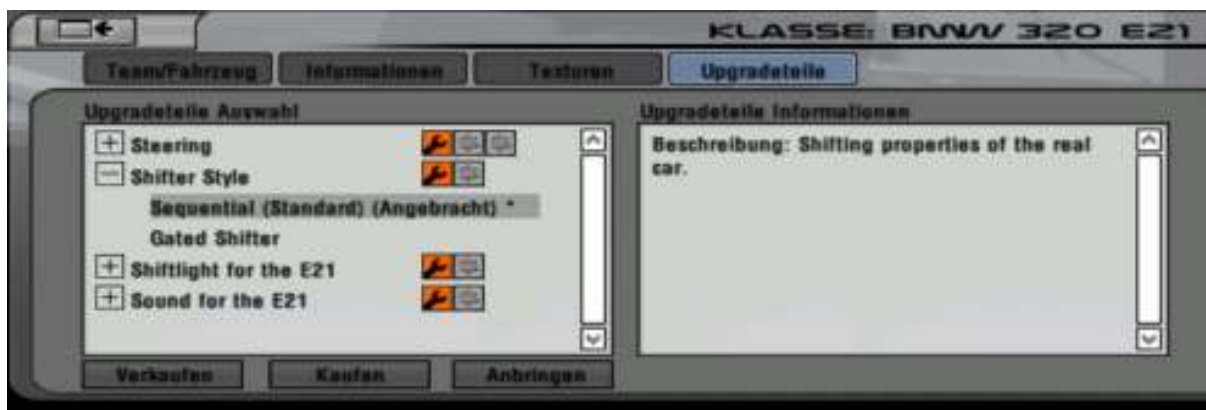 KLASSE: BMW 320 E21
Team/Fahrzeug Informationen Texturen Upgradeteile
Upgradeteile Auswahl
Steering
Shifter Style
Sequential (Standard) (Angebracht) *
Gated Shifter
Shiftlight for the E21
Sound for the E21
Verkaufen Kaufen Anbringen
Upgradeteile Informationen
Beschreibung: Shifting properties of the real
car.